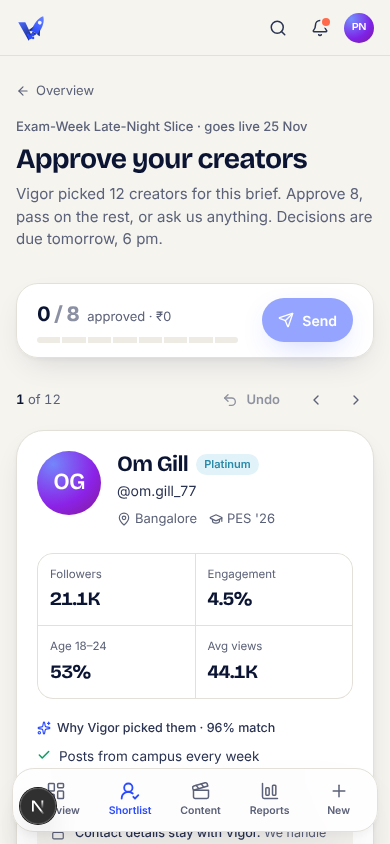 PN
Overview
Exam-Week Late-Night Slice · goes live 25 Nov
Approve your creators
Vigor picked 12 creators for this brief. Approve 8,
pass on the rest, or ask us anything. Decisions are
due tomorrow, 6 pm.
0 / 8 approved · ₹0
Send
1 of 12
Undo
OG
Om Gill Platinum
@om.gill_77
Bangalore PES '26
Followers Engagement
21.1K 4.5%
Age 18–24 Avg views
53% 44.1K
Why Vigor picked them · 96% match
Posts from campus every week
N
view Shortlist Content Reports New
Contact details stay with Vigor. We handle